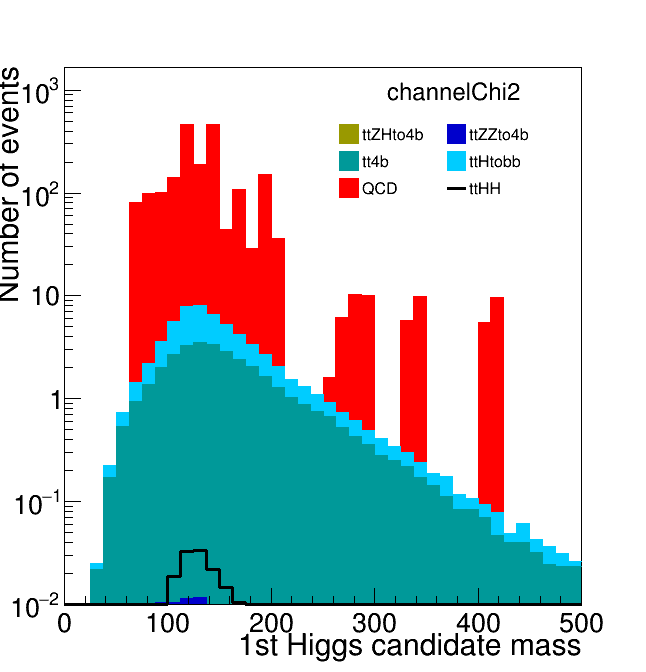 channelChi2
ttZHto4b ttZZto4b
tt4b ttHtobb
QCD ttHH
Number of events
10³
10²
10
1
10⁻¹
10⁻²
0 100 200 300 400 500
1st Higgs candidate mass